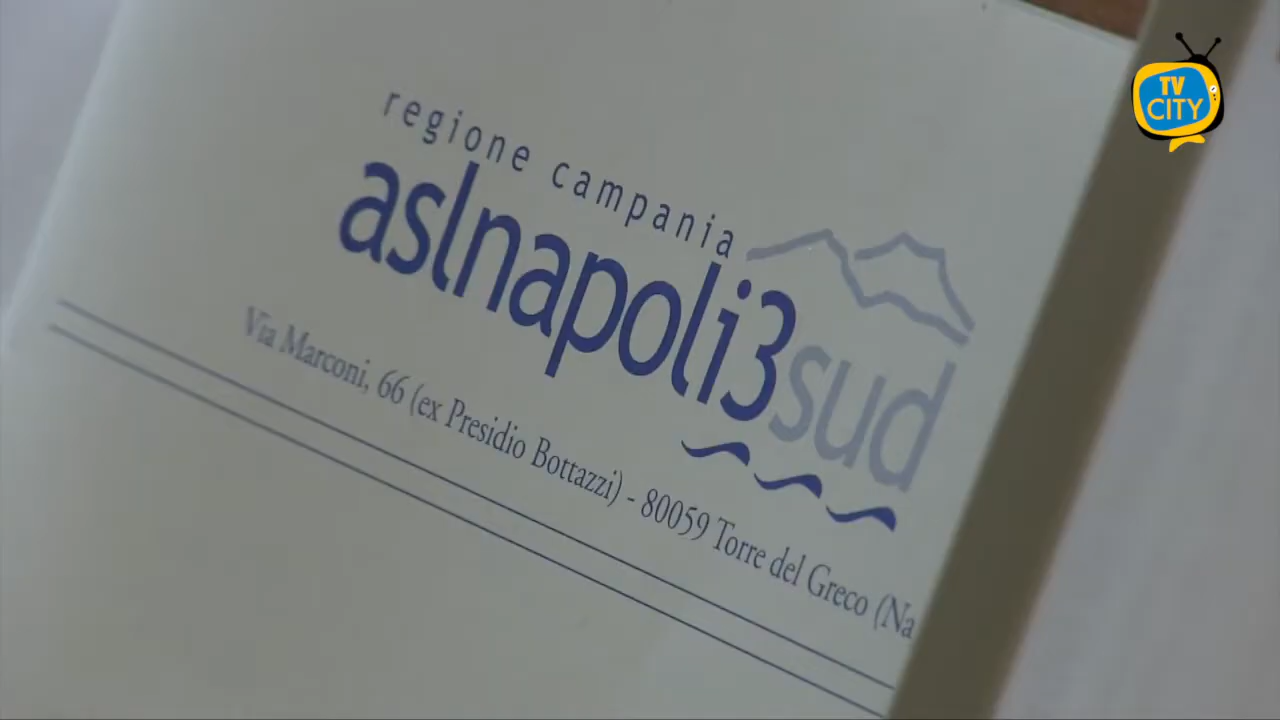 TV
CITY
regione campania
aslnapoli3sud
Via Marconi, 66 (ex Presidio Bottazzi) - 80059 Torre del Greco (Na